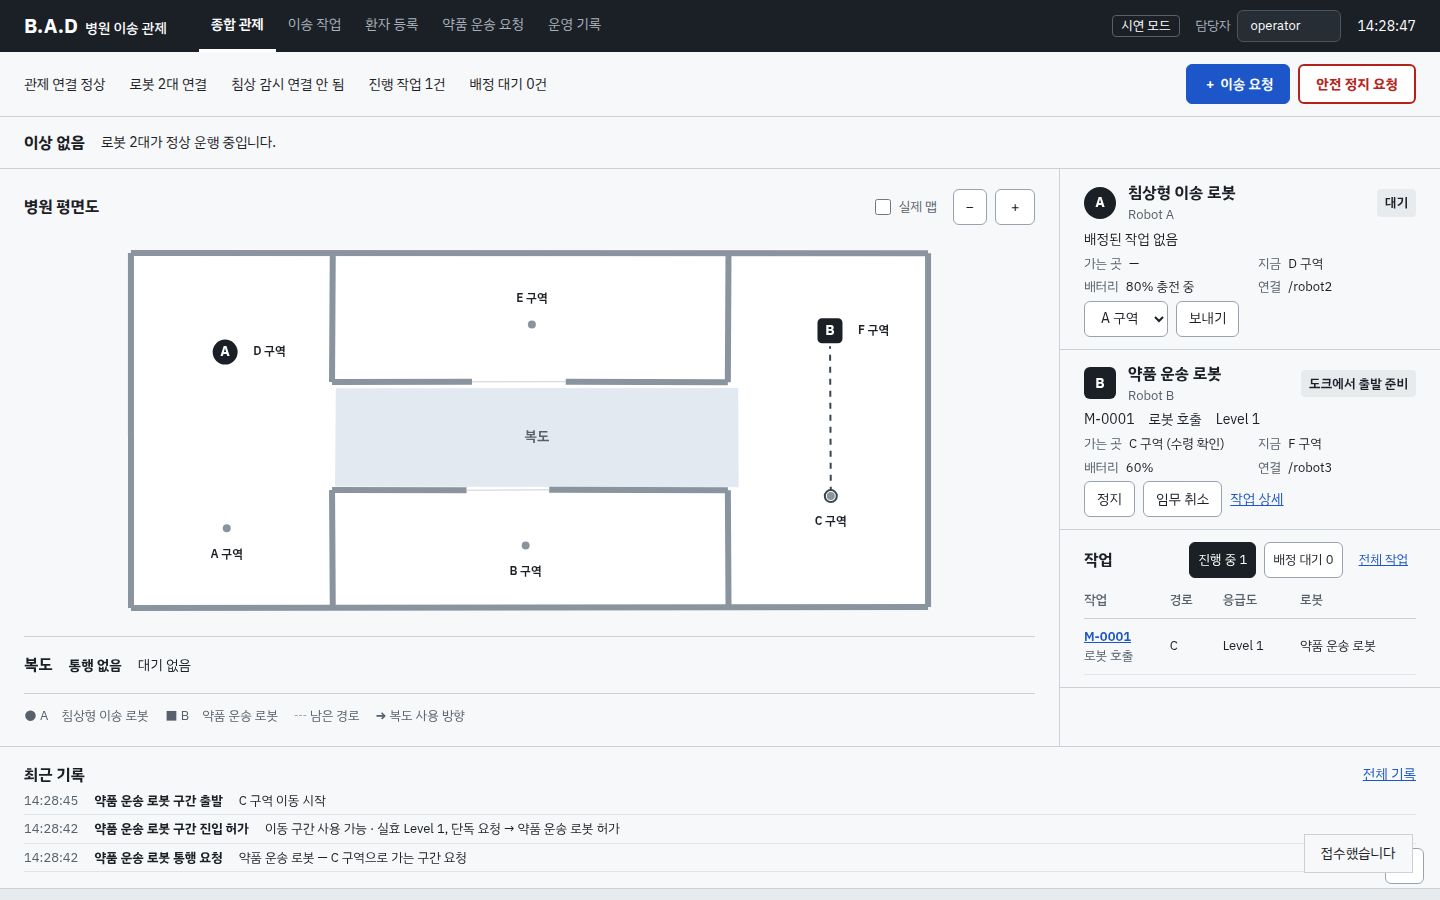 B.A.D 병원 이송 관제
종합 관제
이송 작업
환자 등록
약품 운송 요청
운영 기록
시연 모드
담당자
operator
14:28:47
관제 연결 정상
로봇 2대 연결
침상 감시 연결 안 됨
진행 작업 1건
배정 대기 0건
+ 이송 요청
안전 정지 요청
이상 없음 로봇 2대가 정상 운행 중입니다.
병원 평면도
실제 맵
−
+
E 구역
A D 구역
B F 구역
복도
C 구역
A 구역
B 구역
복도 통행 없음 대기 없음
● A 침상형 이송 로봇 ■ B 약품 운송 로봇 --- 남은 경로 → 복도 사용 방향
A 침상형 이송 로봇
Robot A
대기
배정된 작업 없음
가는 곳 — 지금 D 구역
배터리 80% 충전 중 연결 /robot2
A 구역 보내기
B 약품 운송 로봇
Robot B
도크에서 출발 준비
M-0001 로봇 호출 Level 1
가는 곳 C 구역 (수령 확인) 지금 F 구역
배터리 60% 연결 /robot3
정지 임무 취소 작업 상세
작업 진행 중 1 배정 대기 0 전체 작업
작업 경로 응급도 로봇
M-0001 C Level 1 약품 운송 로봇
로봇 호출
최근 기록 전체 기록
14:28:45 약품 운송 로봇 구간 출발 C 구역 이동 시작
14:28:42 약품 운송 로봇 구간 진입 허가 이동 구간 사용 가능 · 실효 Level 1, 단독 요청 → 약품 운송 로봇 허가
14:28:42 약품 운송 로봇 통행 요청 약품 운송 로봇 — C 구역으로 가는 구간 요청
접수했습니다